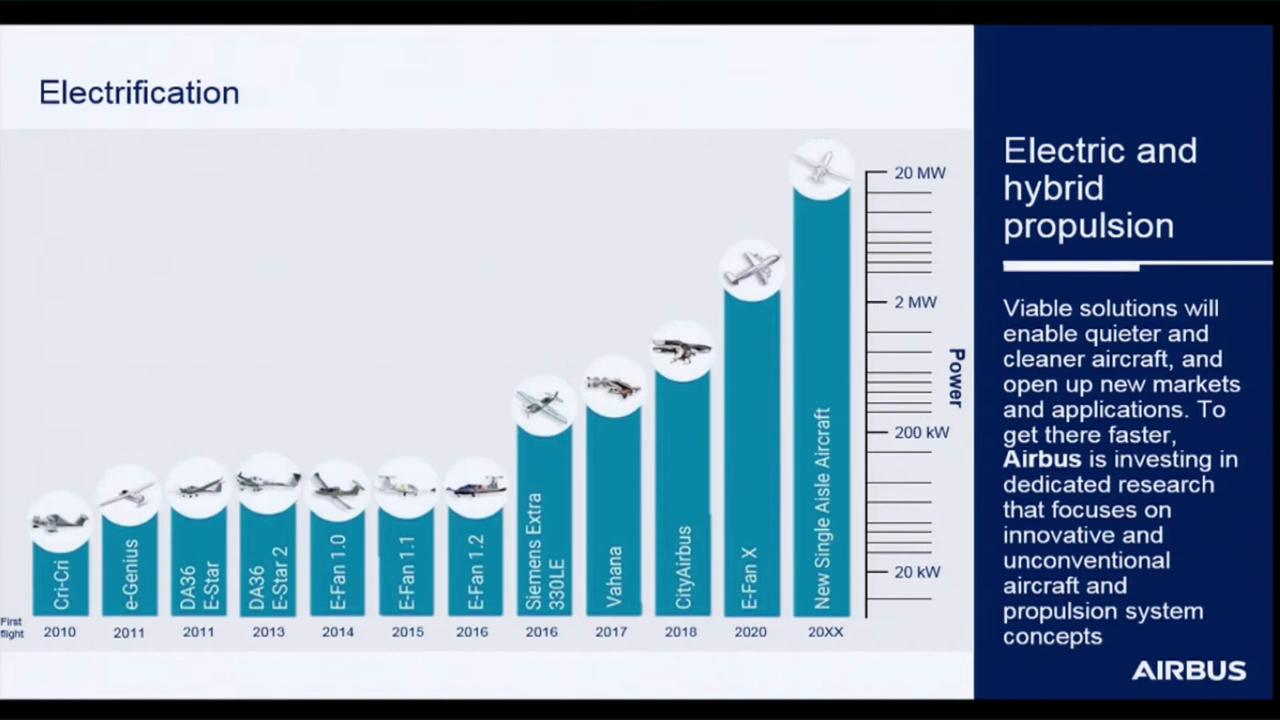 Electrification
20 MW
2 MW
200 kW
20 kW
Power
Cri-Cri
e-Genius
DA36
E-Star
DA36
E-Star 2
E-Fan 1.0
E-Fan 1.1
E-Fan 1.2
Siemens Extra
330LE
Vahana
CityAirbus
E-Fan X
New Single Aisle Aircraft
First
flight
2010
2011
2011
2013
2014
2015
2016
2016
2017
2018
2020
20XX
Electric and
hybrid
propulsion
Viable solutions will
enable quieter and
cleaner aircraft, and
open up new markets
and applications. To
get there faster,
Airbus is investing in
dedicated research
that focuses on
innovative and
unconventional
aircraft and
propulsion system
concepts
AIRBUS